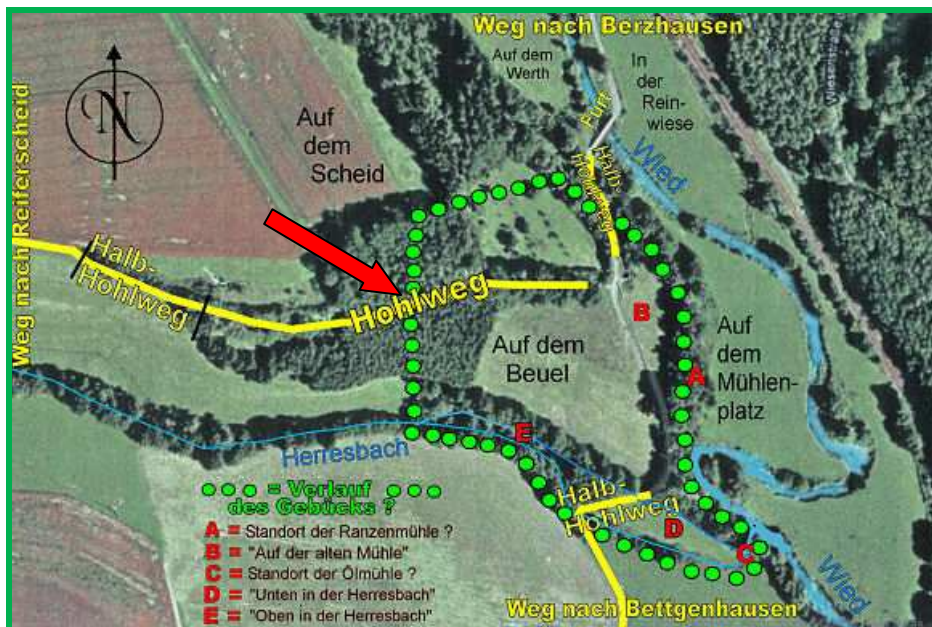 Weg nach Berzhausen
Auf dem
Werth
In
der
Rein-
wiese
Wiesenstraße
N
Auf
dem
Scheid
Furt
Halb-
Hohlweg
Wied
Weg nach Reiferscheid
Halb-
Hohlweg
Hohlweg
B
Auf dem
Beuel
Auf
dem
Mühlen-
platz
A
E
Herresbach
Halb-
Hohlweg
D
C
Wied
= Verlauf
des Gebücks ?
A = Standort der Ranzenmühle ?
B = "Auf der alten Mühle"
C = Standort der Ölmühle ?
D = "Unten in der Herresbach"
E = "Oben in der Herresbach"
Weg nach Bettgenhausen